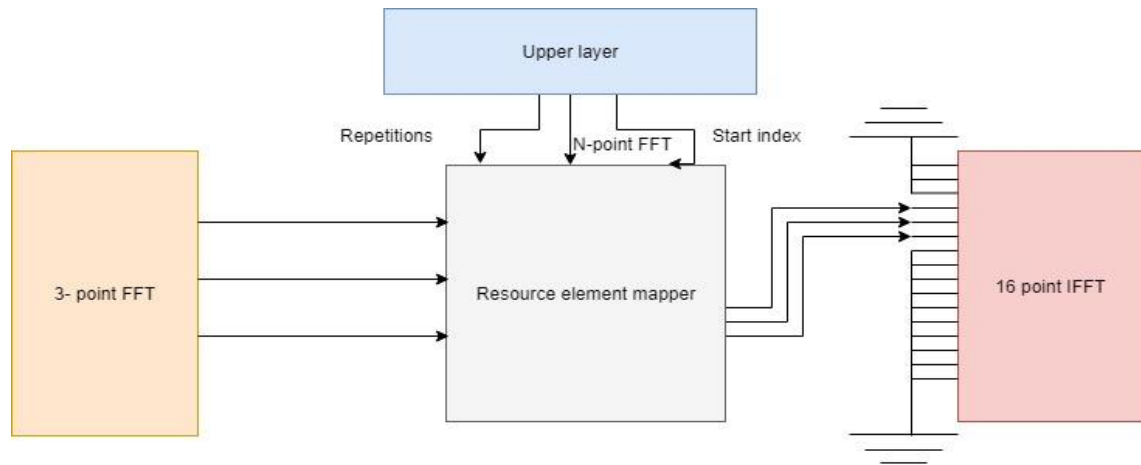 Upper layer
Repetitions
N-point FFT
Start index
3- point FFT
Resource element mapper
16 point IFFT